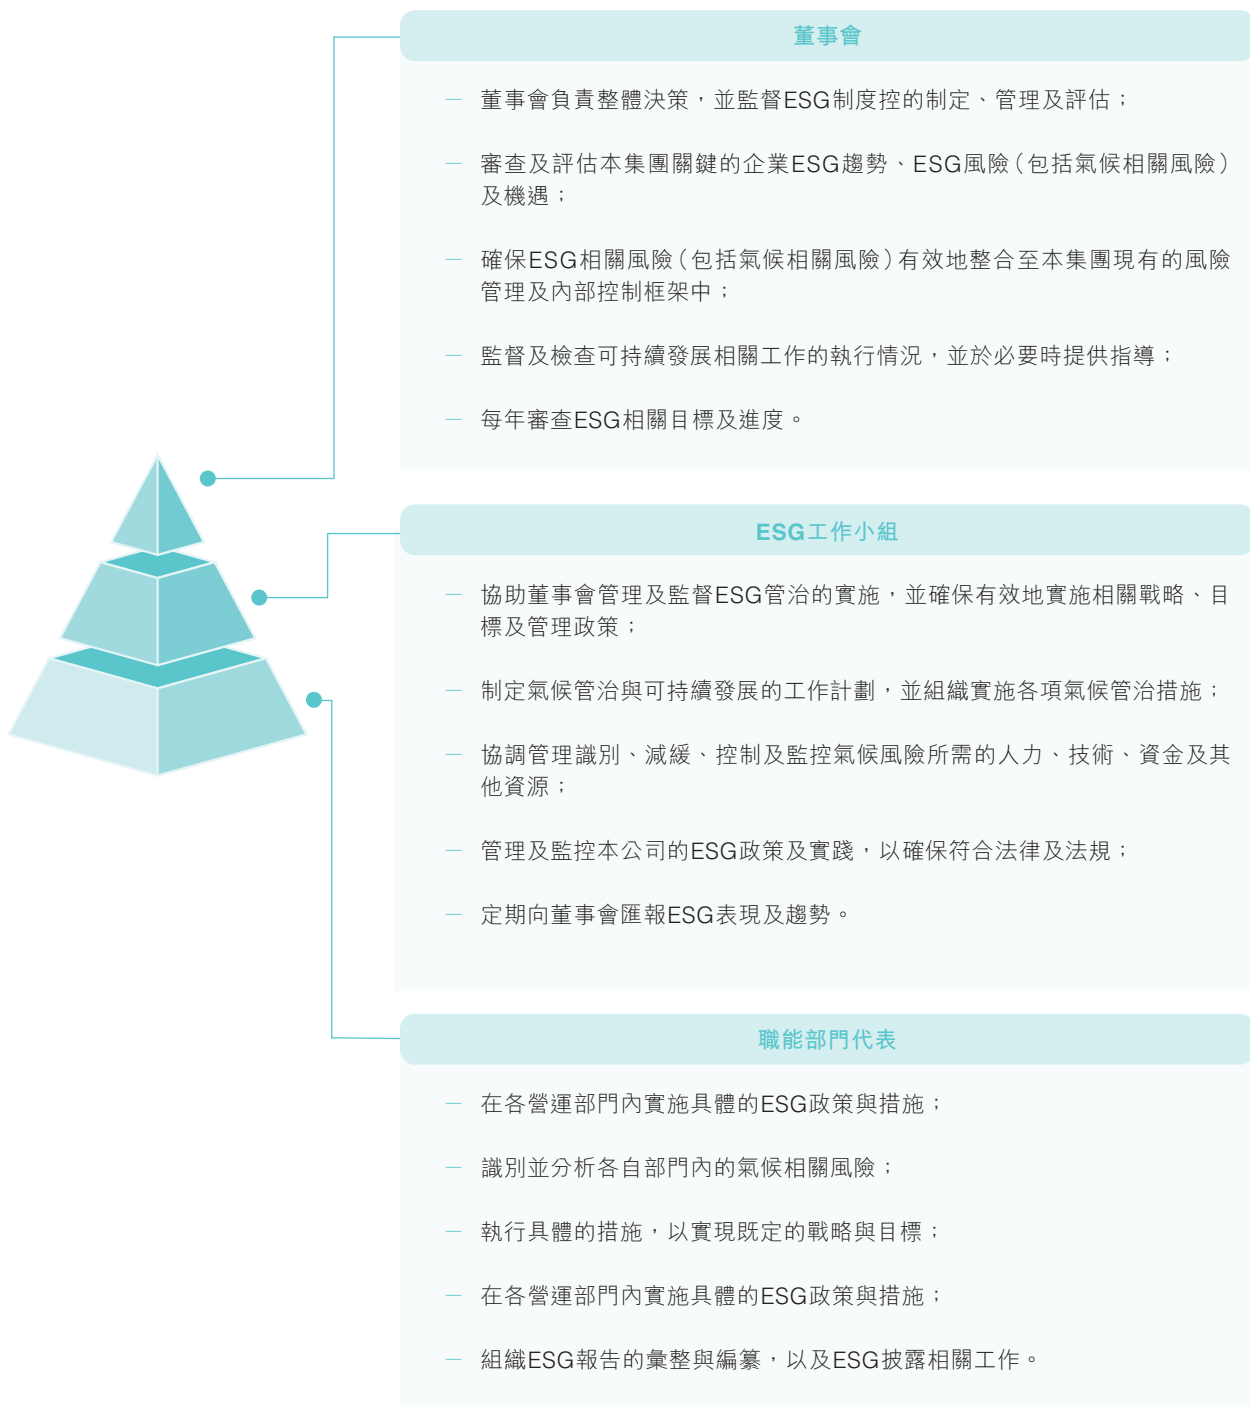 董事會
— 董事會負責整體決策，並監督ESG制度控的制定、管理及評估；
— 審查及評估本集團關鍵的企業ESG趨勢、ESG風險（包括氣候相關風險）
及機遇；
— 確保ESG相關風險（包括氣候相關風險）有效地整合至本集團現有的風險
管理及內部控制框架中；
— 監督及檢查可持續發展相關工作的執行情況，並於必要時提供指導；
— 每年審查ESG相關目標及進度。
ESG工作小組
— 協助董事會管理及監督ESG管治的實施，並確保有效地實施相關戰略、目
標及管理政策；
— 制定氣候管治與可持續發展的工作計劃，並組織實施各項氣候管治措施；
— 協調管理識別、減緩、控制及監控氣候風險所需的人力、技術、資金及其
他資源；
— 管理及監控本公司的ESG政策及實踐，以確保符合法律及法規；
— 定期向董事會匯報ESG表現及趨勢。
職能部門代表
— 在各營運部門內實施具體的ESG政策與措施；
— 識別並分析各自部門內的氣候相關風險；
— 執行具體的措施，以實現既定的戰略與目標；
— 在各營運部門內實施具體的ESG政策與措施；
— 組織ESG報告的彙整與編纂，以及ESG披露相關工作。